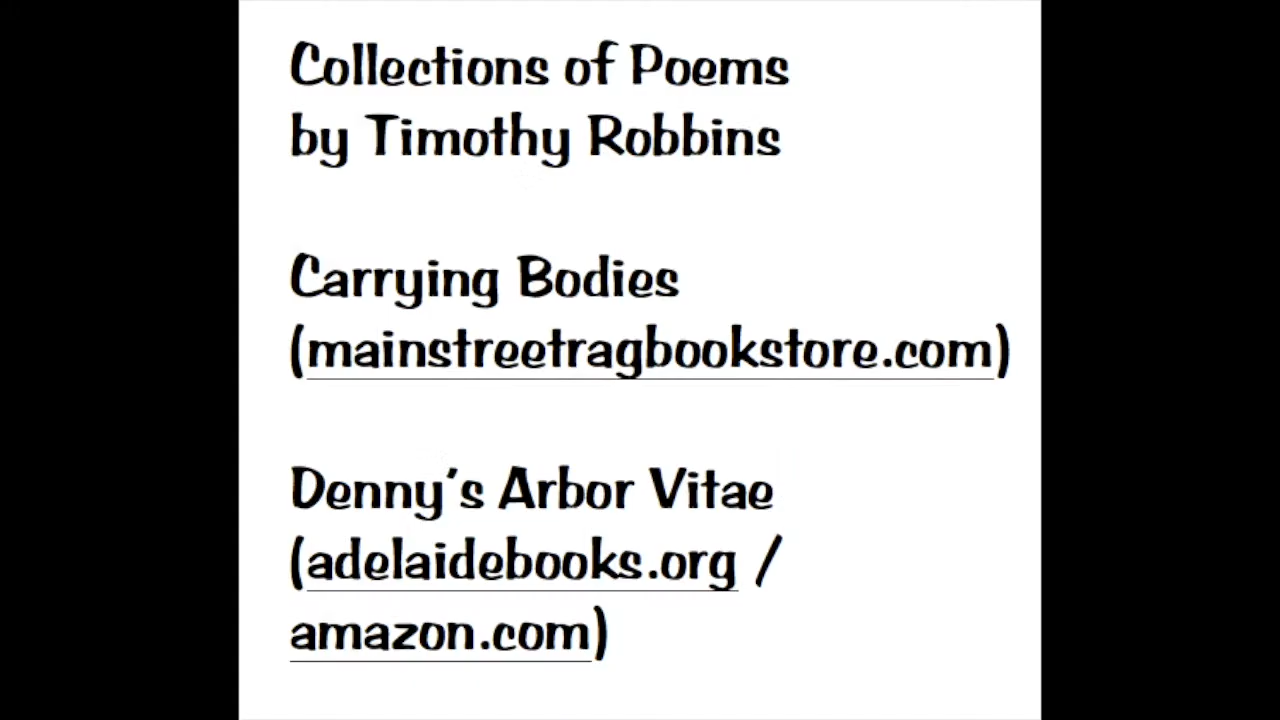 Collections of Poems
by Timothy Robbins
Carrying Bodies
(mainstreetragbookstore.com)
Denny's Arbor Vitae
(adelaidebooks.org /
amazon.com)